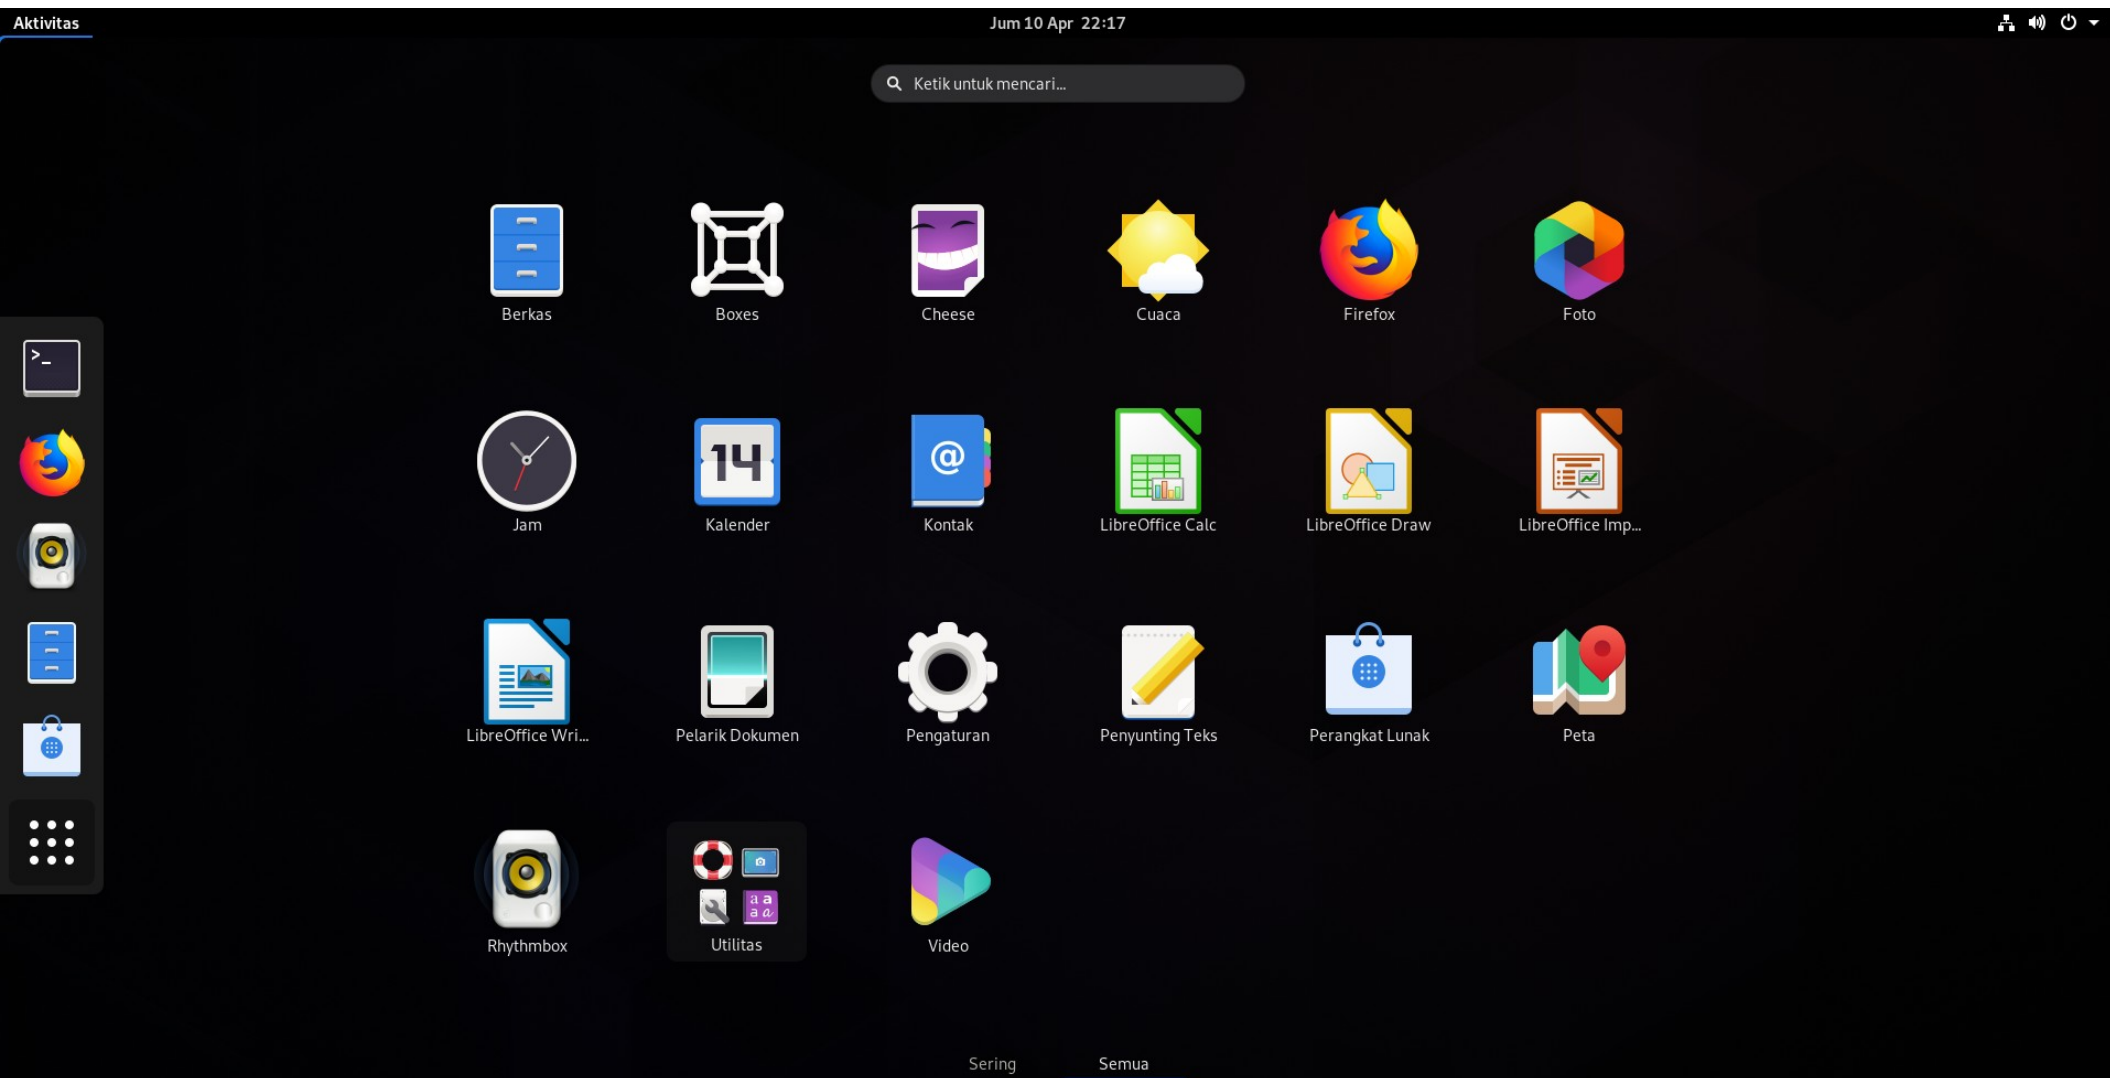 Aktivitas
Jum 10 Apr 22:17
Ketik untuk mencari...
Berkas
Boxes
Cheese
Cuaca
Firefox
Foto
>_
Jam
14
Kalender
@
Kontak
LibreOffice Calc
LibreOffice Draw
LibreOffice Imp...
LibreOffice Wri...
Pelarik Dokumen
Pengaturan
Penyunting Teks
Perangkat Lunak
Peta
Rhythmbox
a a
a a
Utilitas
Video
Sering
Semua